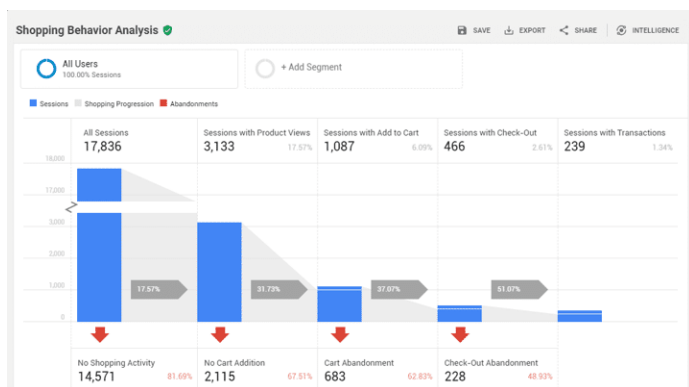 Shopping Behavior Analysis
SAVE EXPORT SHARE INTELLIGENCE
All Users
100.00% Sessions
+ Add Segment
Sessions Shopping Progression Abandonments
All Sessions
17,836
Sessions with Product Views
3,133 17.57%
Sessions with Add to Cart
1,087 6.09%
Sessions with Check-Out
466 2.61%
Sessions with Transactions
239 1.34%
18,000
17,000
3,000
2,000
1,000
0
17.57% 31.73% 37.07% 51.07%
No Shopping Activity
14,571 81.69%
No Cart Addition
2,115 67.51%
Cart Abandonment
683 62.83%
Check-Out Abandonment
228 48.93%